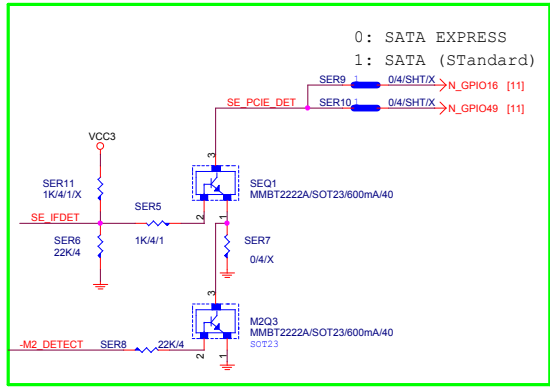 0: SATA EXPRESS
1: SATA (STandard)
SER9 1 0/4/SHT/X N_GPIO16 [11]
SE_PCIE_DET SER10 1 0/4/SHT/X N_GPIO49 [11]
VCC3
3
SER11
1K/4/1/X
SEQ1
MMBT2222A/SOT23/600mA/40
SER5
2 1
SE_IFDET
SER6
22K/4
1K/4/1
SER7
0/4/X
3
M2Q3
MMBT2222A/SOT23/600mA/40
SOT23
-M2_DETECT SER8 22K/4
2 1